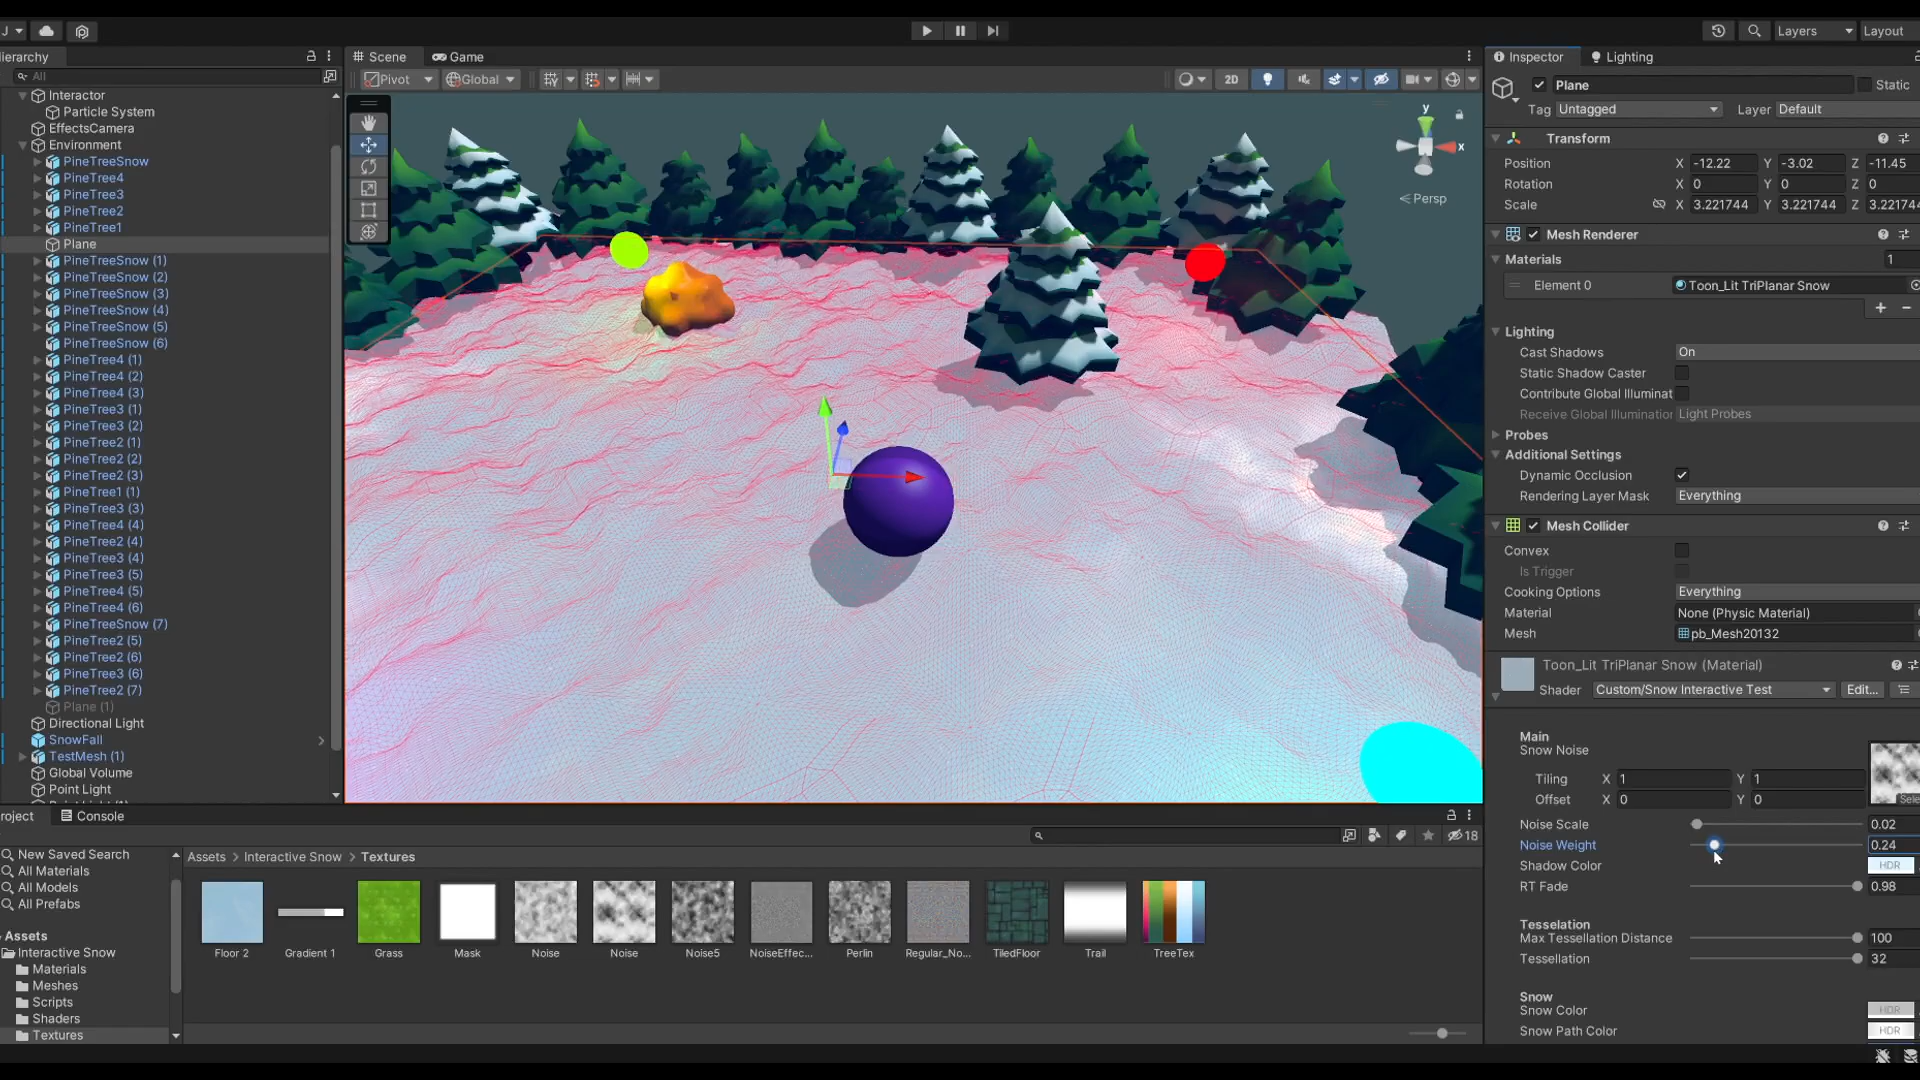 J
Layers
Layout
ierarchy
Scene
Game
Inspector
Lighting
All
Pivot
Global
2D
Plane
Static
Tag
Untagged
Layer
Default
Interactor
Particle System
EffectsCamera
Environment
PineTreeSnow
PineTree4
PineTree3
PineTree2
PineTree1
Plane
PineTreeSnow (1)
PineTreeSnow (2)
PineTreeSnow (3)
PineTreeSnow (4)
PineTreeSnow (5)
PineTreeSnow (6)
PineTree4 (1)
PineTree4 (2)
PineTree4 (3)
PineTree3 (1)
PineTree3 (2)
PineTree2 (1)
PineTree2 (2)
PineTree2 (3)
PineTree1 (1)
PineTree3 (3)
PineTree4 (4)
PineTree2 (4)
PineTree3 (4)
PineTree3 (5)
PineTree4 (5)
PineTree4 (6)
PineTreeSnow (7)
PineTree2 (5)
PineTree2 (6)
PineTree3 (6)
PineTree2 (7)
Plane (1)
Directional Light
SnowFall
TestMesh (1)
Global Volume
Point Light
y
x
Persp
Transform
Position X -12.22 Y -3.02 Z -11.45
Rotation X 0 Y 0 Z 0
Scale X 3.221744 Y 3.221744 Z 3.22174
Mesh Renderer
Materials 1
Element 0 Toon_Lit TriPlanar Snow
Lighting
Cast Shadows On
Static Shadow Caster
Contribute Global Illuminat
Receive Global Illumination Light Probes
Probes
Additional Settings
Dynamic Occlusion
Rendering Layer Mask Everything
Mesh Collider
Convex
Is Trigger
Cooking Options Everything
Material None (Physic Material)
Mesh pb_Mesh20132
Toon_Lit TriPlanar Snow (Material)
Shader Custom/Snow Interactive Test Edit...
Main
Snow Noise
Tiling X 1 Y 1
Offset X 0 Y 0
Sele
Noise Scale 0.02
Noise Weight 0.24
Shadow Color HDR
RT Fade 0.98
Tesselation
Max Tessellation Distance 100
Tessellation 32
Snow
Snow Color HDR
Snow Path Color HDR
roject
Console
18
New Saved Search
All Materials
All Models
All Prefabs
Assets
Interactive Snow
Materials
Meshes
Scripts
Shaders
Textures
Assets > Interactive Snow > Textures
Floor 2
Gradient 1
Grass
Mask
Noise
Noise
Noise5
NoiseEffec...
Perlin
Regular_No...
TiledFloor
Trail
TreeTex